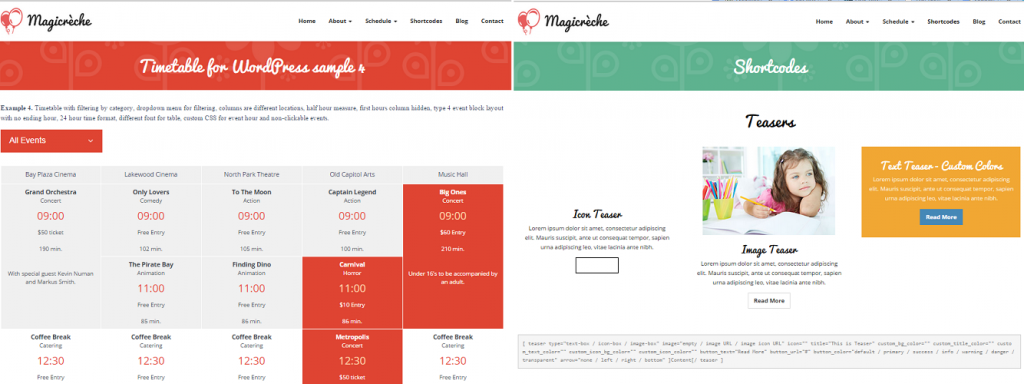 Magicrèche
Home About Schedule Shortcodes Blog Contact
Timetable for WordPress sample 4
Example 4. Timetable with filtering by category, dropdown menu for filtering, columns are different locations, half hour measure, first hours column hidden, type 4 event block layout
with no ending hour, 24 hour time format, different font for table, custom CSS for event hour and non-clickable events.
All Events
Bay Plaza Cinema Lakewood Cinema North Park Theatre Old Capitol Arts Music Hall
Grand Orchestra Only Lovers To The Moon Captain Legend Big Ones
Concert Comedy Action Action Concert
09:00 09:00 09:00 09:00 09:00
$50 ticket Free Entry Free Entry Free Entry $60 Entry
190 min. 102 min. 105 min. 100 min. 210 min.
The Pirate Bay Finding Dino Carnival
Animation Animation Horror
With special guest Kevin Numan
and Markus Smith.
Under 16's to be accompanied by
an adult.
11:00 11:00 11:00
Free Entry Free Entry $10 Entry
85 min. 86 min. 86 min.
Coffee Break Coffee Break Coffee Break Metropolis Coffee Break
Catering Catering Catering Concert Catering
12:30 12:30 12:30 12:30 12:30
Free Entry Free Entry Free Entry $50 ticket Free Entry
Magicrèche
Home About Schedule Shortcodes Blog Contact
Shortcodes
Teasers
Icon Teaser
Lorem ipsum dolor sit amet, consectetur adipiscing
elit. Mauris suscipit, ante ut consequat tempor, sapien
urna adipiscing leo, vitae lacinia ante nibh.
Image Teaser
Lorem ipsum dolor sit amet, consectetur adipiscing
elit. Mauris suscipit, ante ut consequat tempor, sapien
urna adipiscing leo, vitae lacinia ante nibh.
Read More
Text Teaser - Custom Colors
Lorem ipsum dolor sit amet, consectetur adipiscing
elit. Mauris suscipit, ante ut consequat tempor, sapien
urna adipiscing leo, vitae lacinia ante nibh.
Read More
[ teaser type="text-box / icon-box / image-box" image="empty / image URL / image icon URL" icon="" title="This is Teaser" custom_bg_color="" custom_title_color="" custo
m_text_color="" custom_icon_bg_color="" custom_icon_color="" button_text="Read More" button_url="#" button_color="default / primary / success / info / warning / danger /
transparent" arrow="none / left / right / bottom" ]Content[/ teaser ]